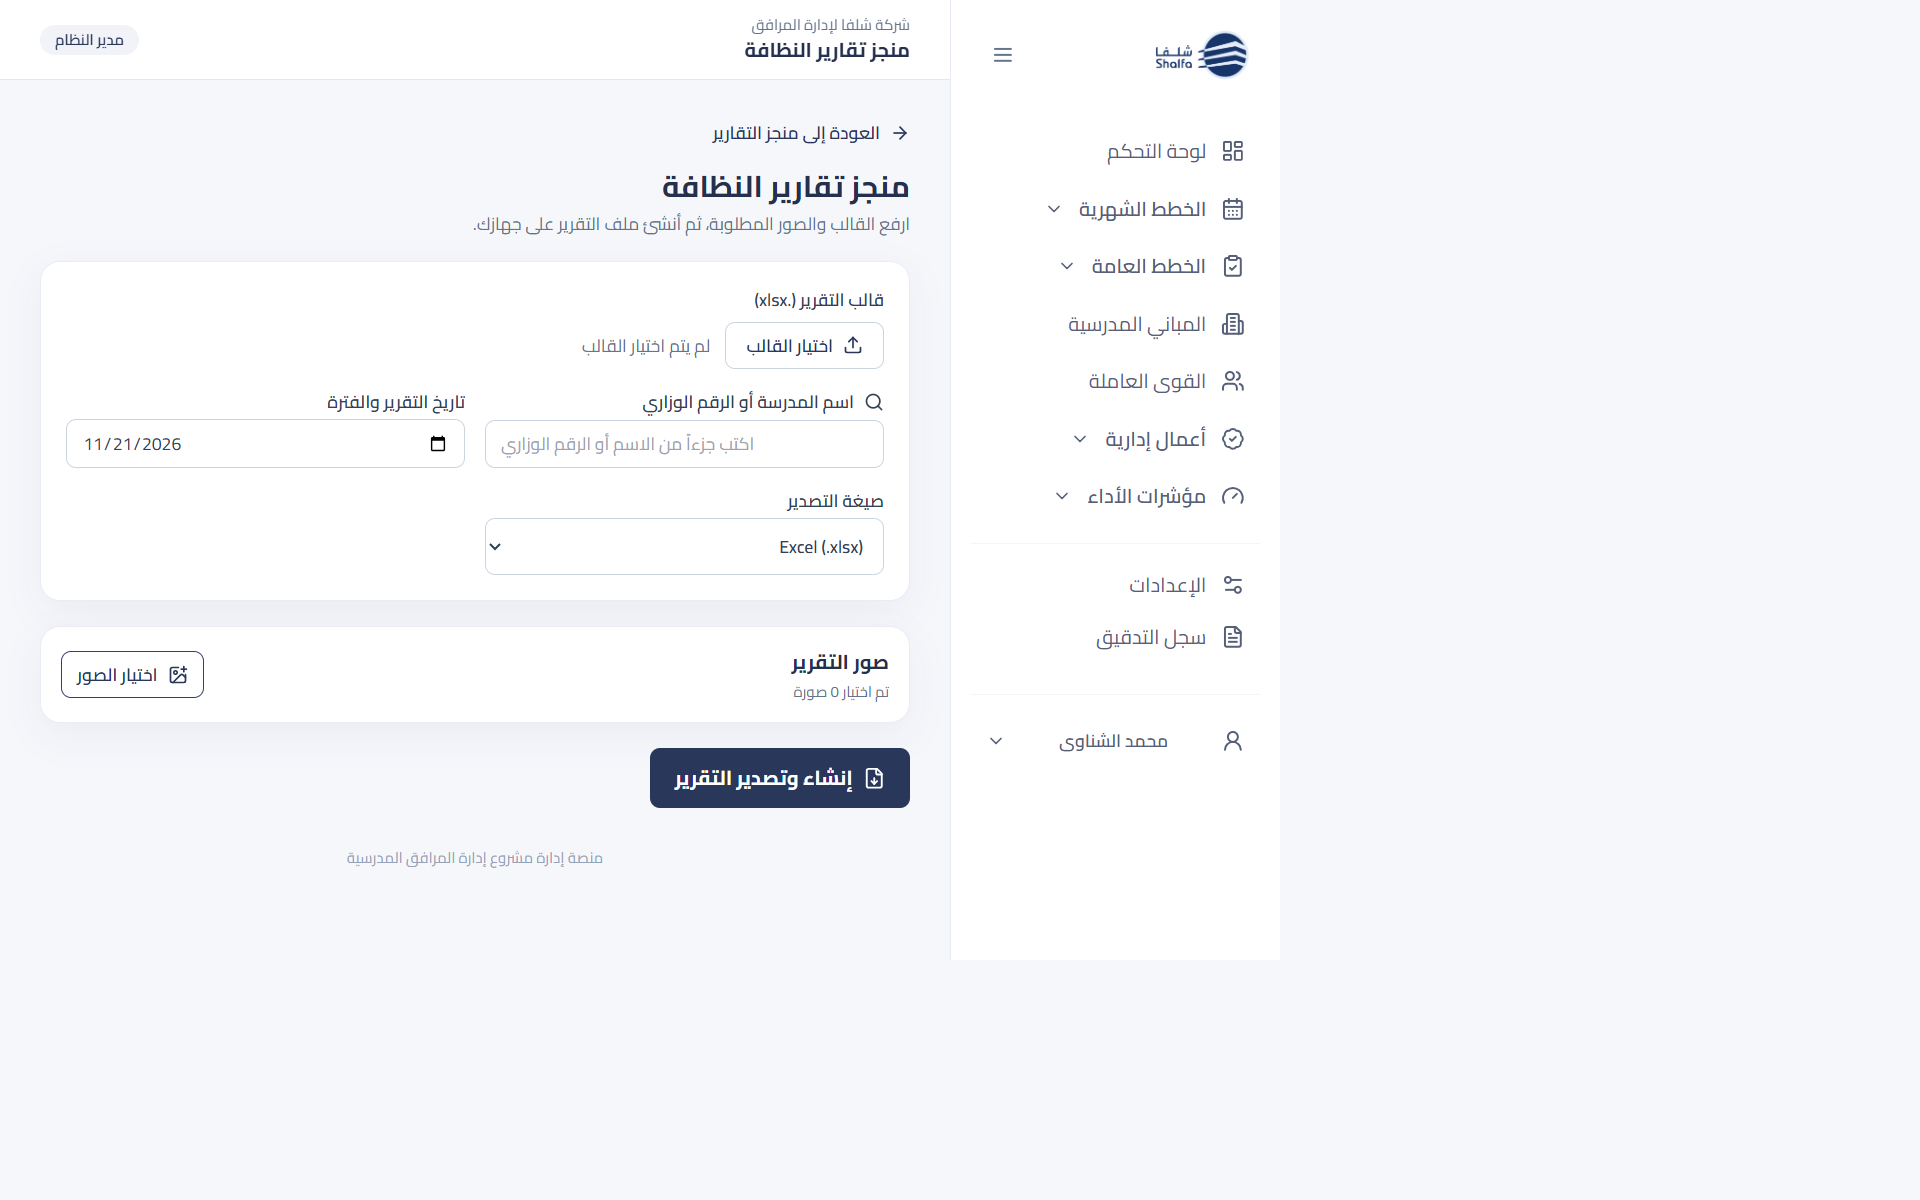 شلفا
Shalfa
لوحة التحكم
الخطط الشهرية
الخطط العامة
المباني المدرسية
القوى العاملة
أعمال إدارية
مؤشرات الأداء
الإعدادات
سجل التدقيق
محمد الشناوى
شركة شلفا لإدارة المرافق
منجز تقارير النظافة
مدير النظام
العودة إلى منجز التقارير
منجز تقارير النظافة
ارفع القالب والصور المطلوبة، ثم أنشئ ملف التقرير على جهازك.
قالب التقرير (.xlsx)
اختيار القالب
لم يتم اختيار القالب
اسم المدرسة أو الرقم الوزاري
اكتب جزءاً من الاسم أو الرقم الوزاري
تاريخ التقرير والفترة
11/21/2026
صيغة التصدير
Excel (.xlsx)
صور التقرير
تم اختيار 0 صورة
اختيار الصور
إنشاء وتصدير التقرير
منصة إدارة مشروع إدارة المرافق المدرسية